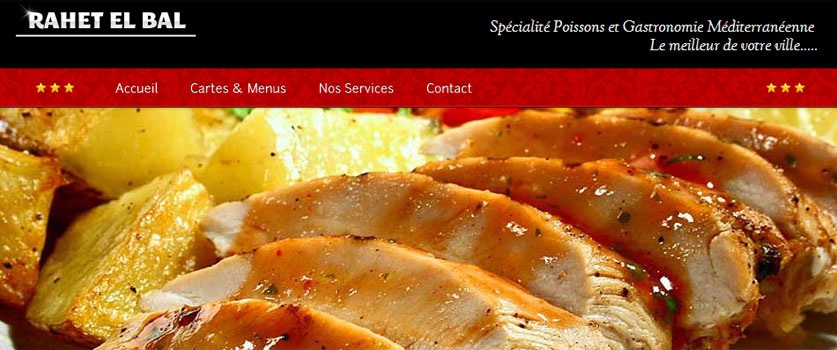 RAHET EL BAL
Spécialité Poissons et Gastronomie Méditerranéenne
Le meilleur de votre ville.....
Accueil Cartes & Menus Nos Services Contact